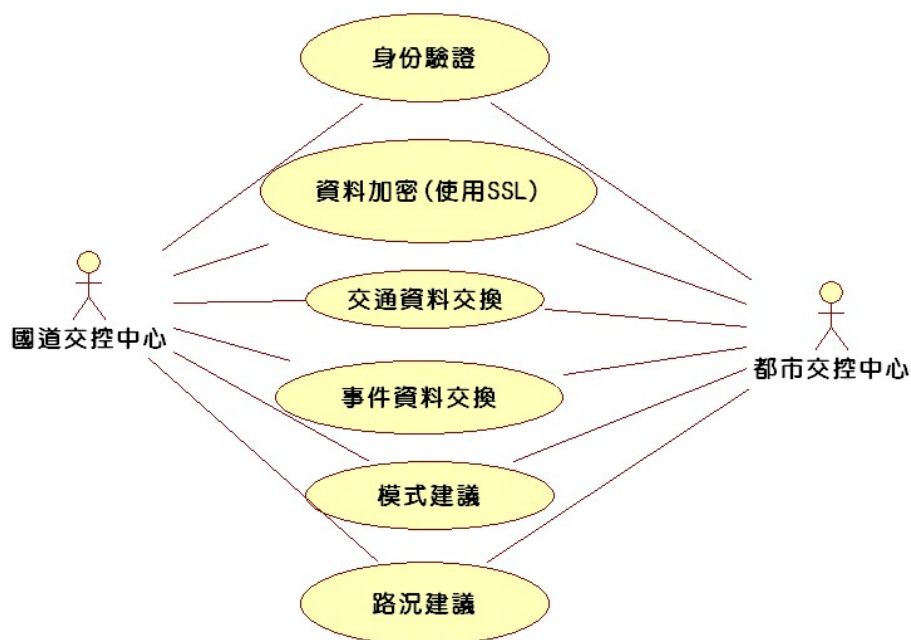 身份驗證
資料加密(使用SSL)
交通資料交換
國道交控中心
都市交控中心
事件資料交換
模式建議
路況建議